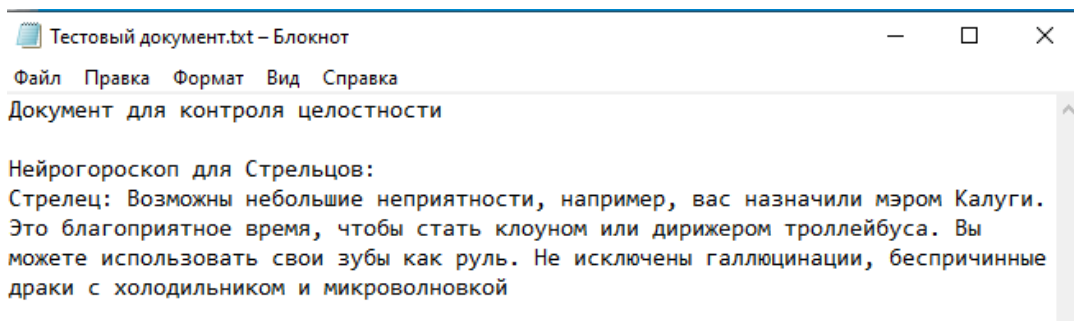 Тестовый документ.txt – Блокнот
Файл Правка Формат Вид Справка
Документ для контроля целостности
Нейрогороскоп для Стрельцов:
Стрелец: Возможны небольшие неприятности, например, вас назначили мэром Калуги.
Это благоприятное время, чтобы стать клоуном или дирижером троллейбуса. Вы
можете использовать свои зубы как руль. Не исключены галлюцинации, беспричинные
драки с холодильником и микроволновкой